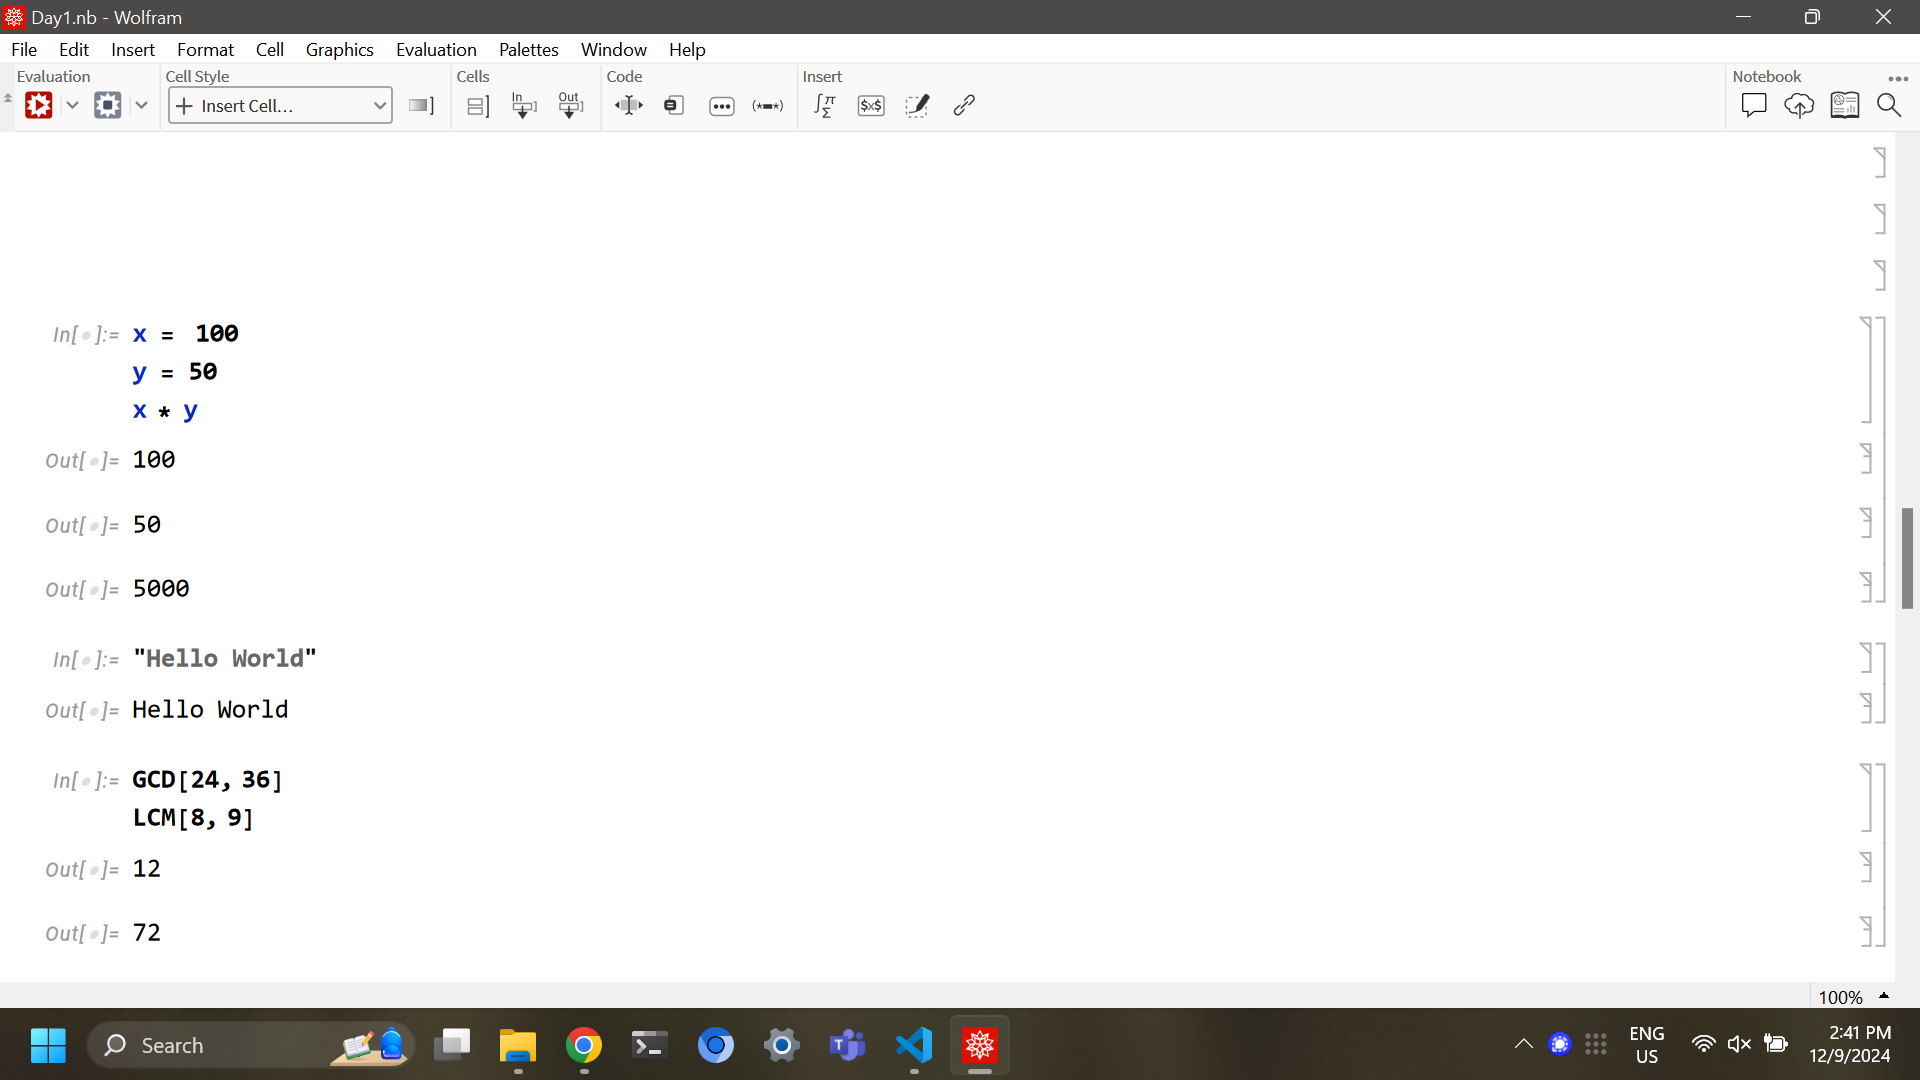 Day1.nb - Wolfram
File Edit Insert Format Cell Graphics Evaluation Palettes Window Help
Evaluation Cell Style Cells Code Insert Notebook
Insert Cell... In Out (*▪*) $x$
In[ ]:= x = 100
y = 50
x * y
Out[ ]= 100
Out[ ]= 50
Out[ ]= 5000
In[ ]:= "Hello World"
Out[ ]= Hello World
In[ ]:= GCD[24, 36]
LCM[8, 9]
Out[ ]= 12
Out[ ]= 72
100%
Search
ENG
US
2:41 PM
12/9/2024